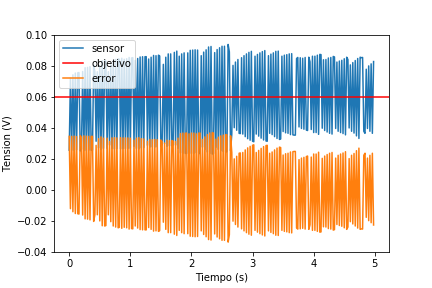 0.10
0.08
0.06
0.04
0.02
0.00
−0.02
−0.04
Tension (V)
sensor
objetivo
error
0 1 2 3 4 5
Tiempo (s)